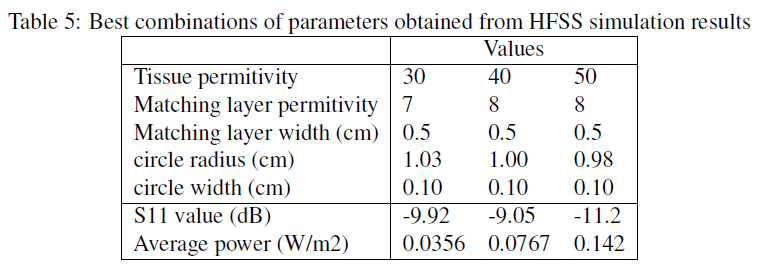 Table 5: Best combinations of parameters obtained from HFSS simulation results
Values
Tissue permitivity 30 40 50
Matching layer permitivity 7 8 8
Matching layer width (cm) 0.5 0.5 0.5
circle radius (cm) 1.03 1.00 0.98
circle width (cm) 0.10 0.10 0.10
S11 value (dB) -9.92 -9.05 -11.2
Average power (W/m2) 0.0356 0.0767 0.142